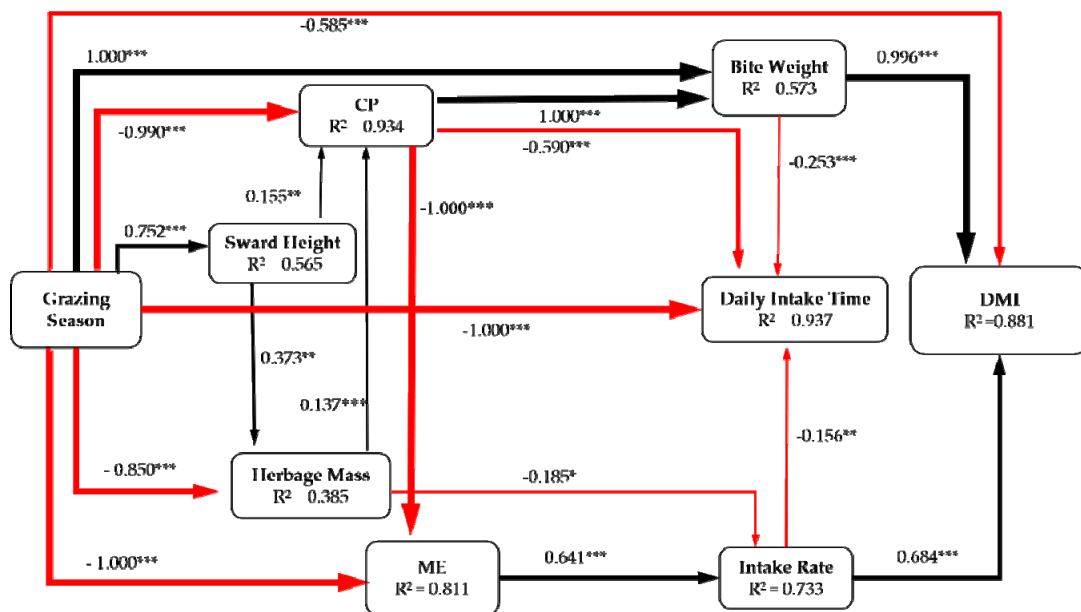 -0.585***
1.000***
Bite Weight
R² 0.573
0.996***
CP
R² 0.934
-0.990***
1.000***
-0.590***
-0.253***
0.155**
-1.000***
0.752***
Sward Height
R² 0.565
Grazing
Season
Daily Intake Time
R² 0.937
DMI
R² =0.881
-1.000***
0.373**
0.137***
-0.156**
- 0.850***
Herbage Mass
R² 0.385
-0.185*
- 1.000***
ME
R² = 0.811
0.641***
Intake Rate
R² = 0.733
0.684***